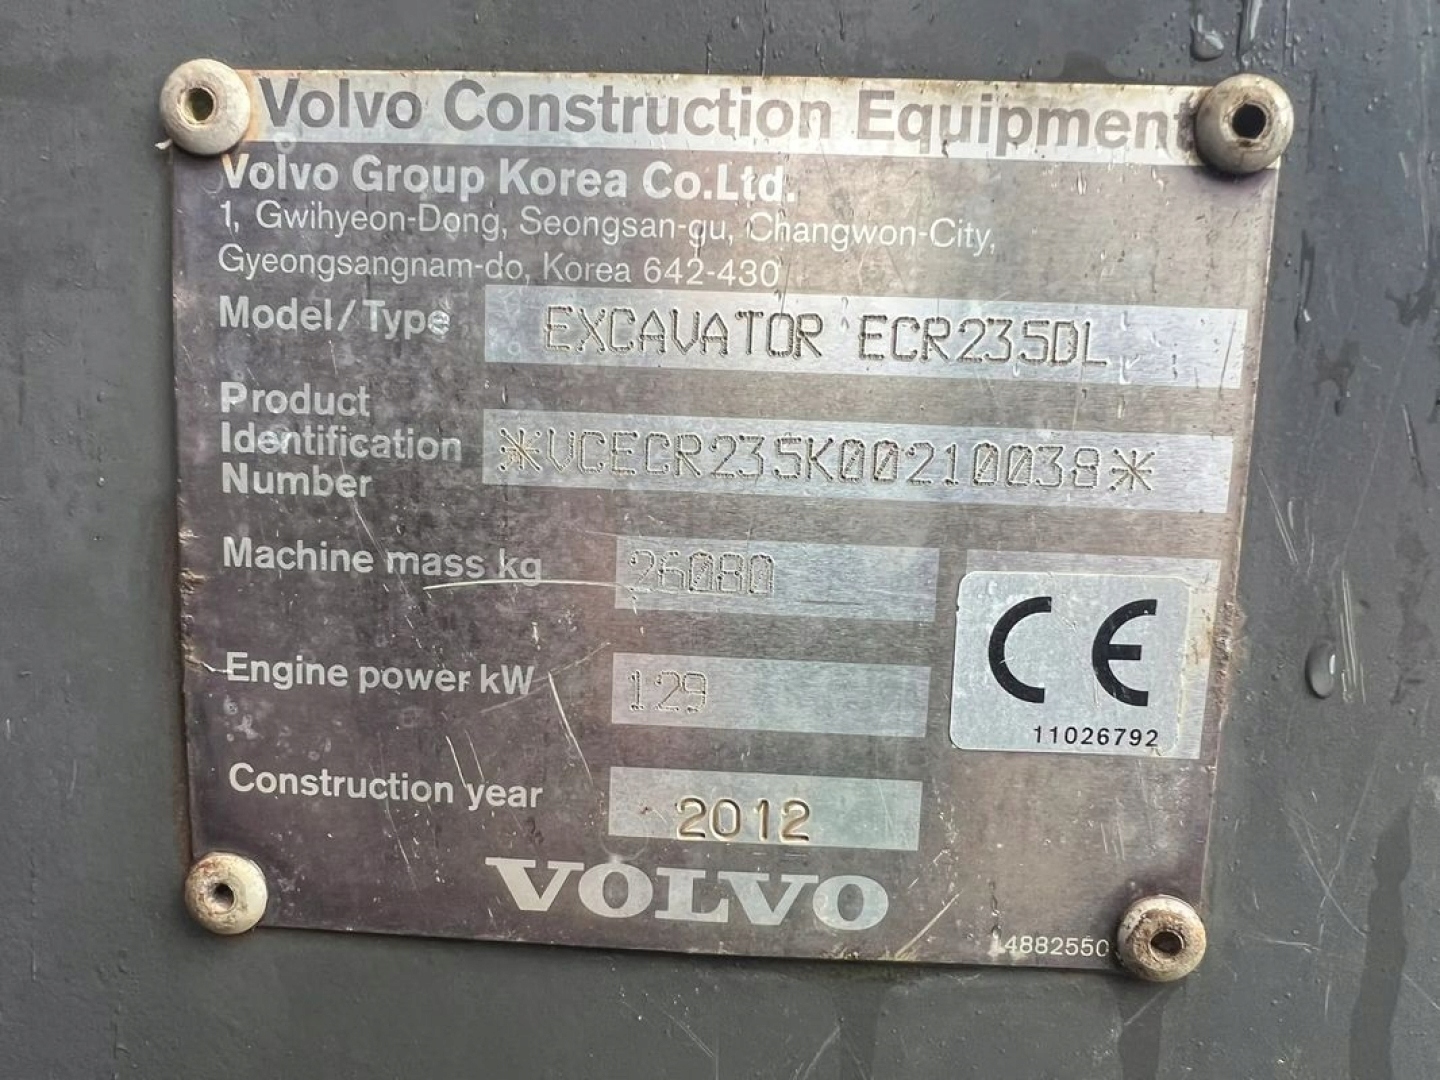 Volvo Construction Equipment
Volvo Group Korea Co.Ltd.
1, Gwihyeon-Dong, Seongsan-gu, Changwon-City,
Gyeongsangnam-do, Korea 642-430
Model/Type EXCAVATOR ECR235DL
Product
Identification
Number
*VCECR235K00210038*
Machine mass kg 26080
Engine power kW 129
CE
11026792
Construction year 2012
VOLVO
14882550